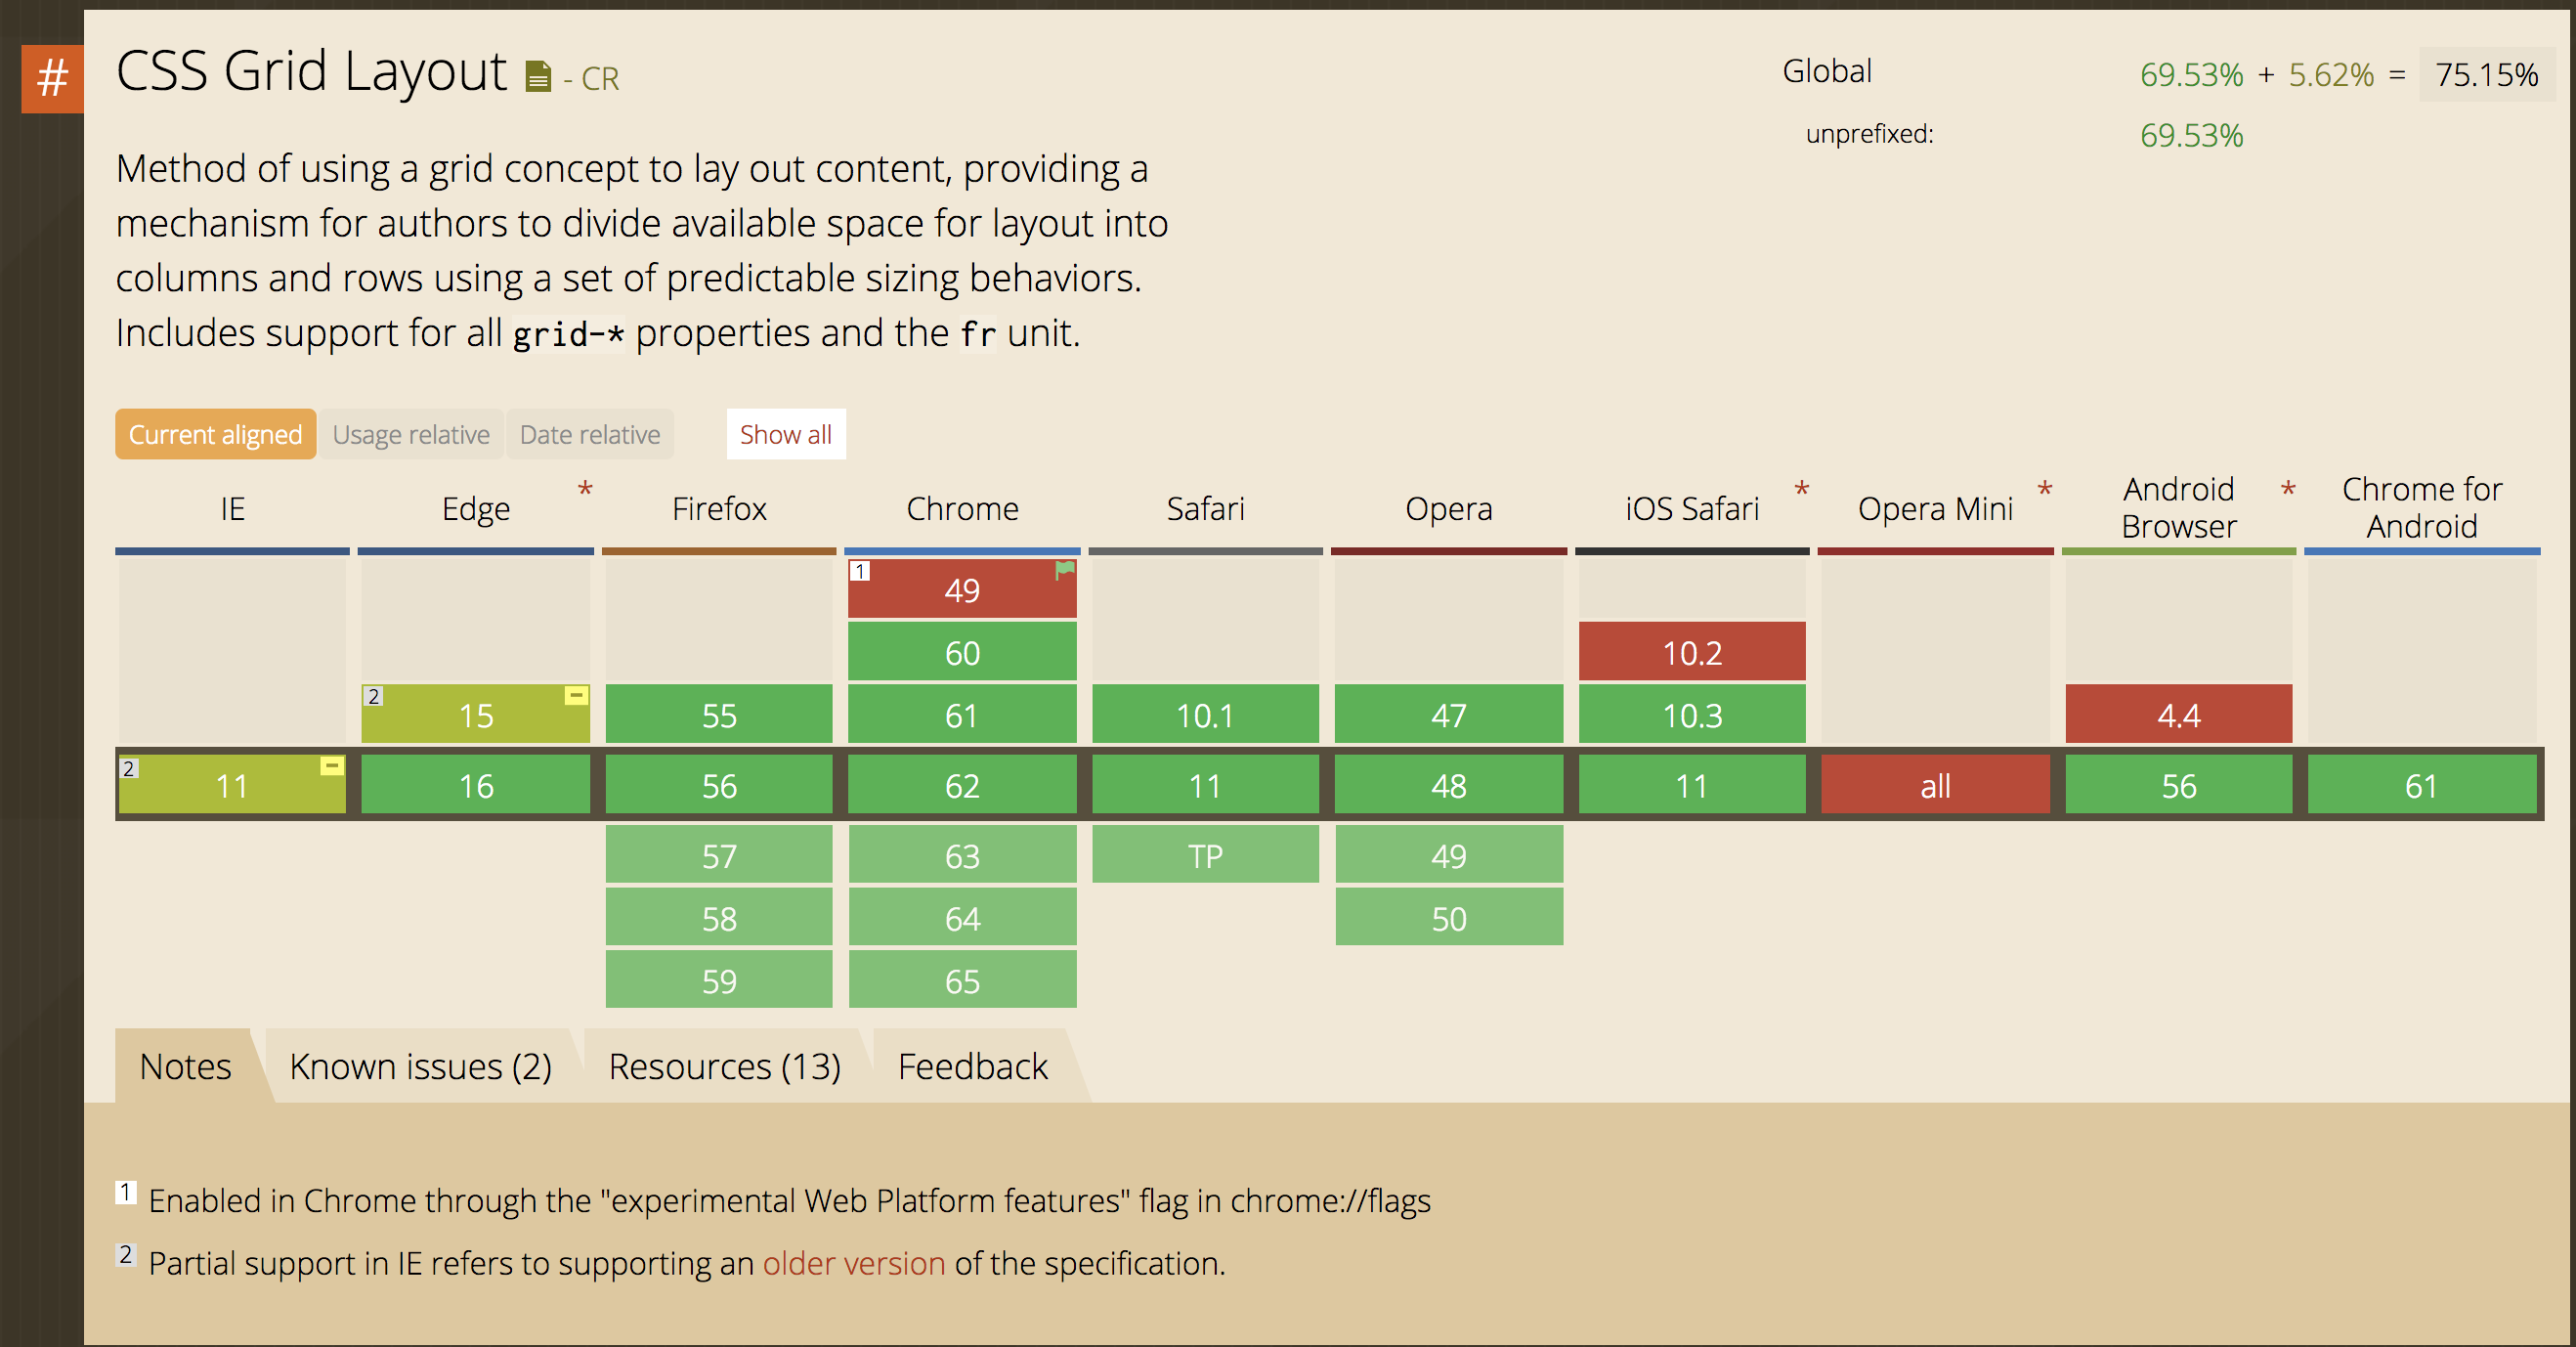 #
CSS Grid Layout - CR
Global 69.53% + 5.62% = 75.15%
unprefixed: 69.53%
Method of using a grid concept to lay out content, providing a
mechanism for authors to divide available space for layout into
columns and rows using a set of predictable sizing behaviors.
Includes support for all grid-* properties and the fr unit.
Current aligned Usage relative Date relative Show all
IE Edge * Firefox Chrome Safari Opera iOS Safari * Opera Mini * Android Browser * Chrome for Android
1 49
60 10.2
2 15 - 55 61 10.1 47 10.3 4.4
2 11 - 16 56 62 11 48 11 all 56 61
57 63 TP 49
58 64 50
59 65
Notes Known issues (2) Resources (13) Feedback
1 Enabled in Chrome through the "experimental Web Platform features" flag in chrome://flags
2 Partial support in IE refers to supporting an older version of the specification.